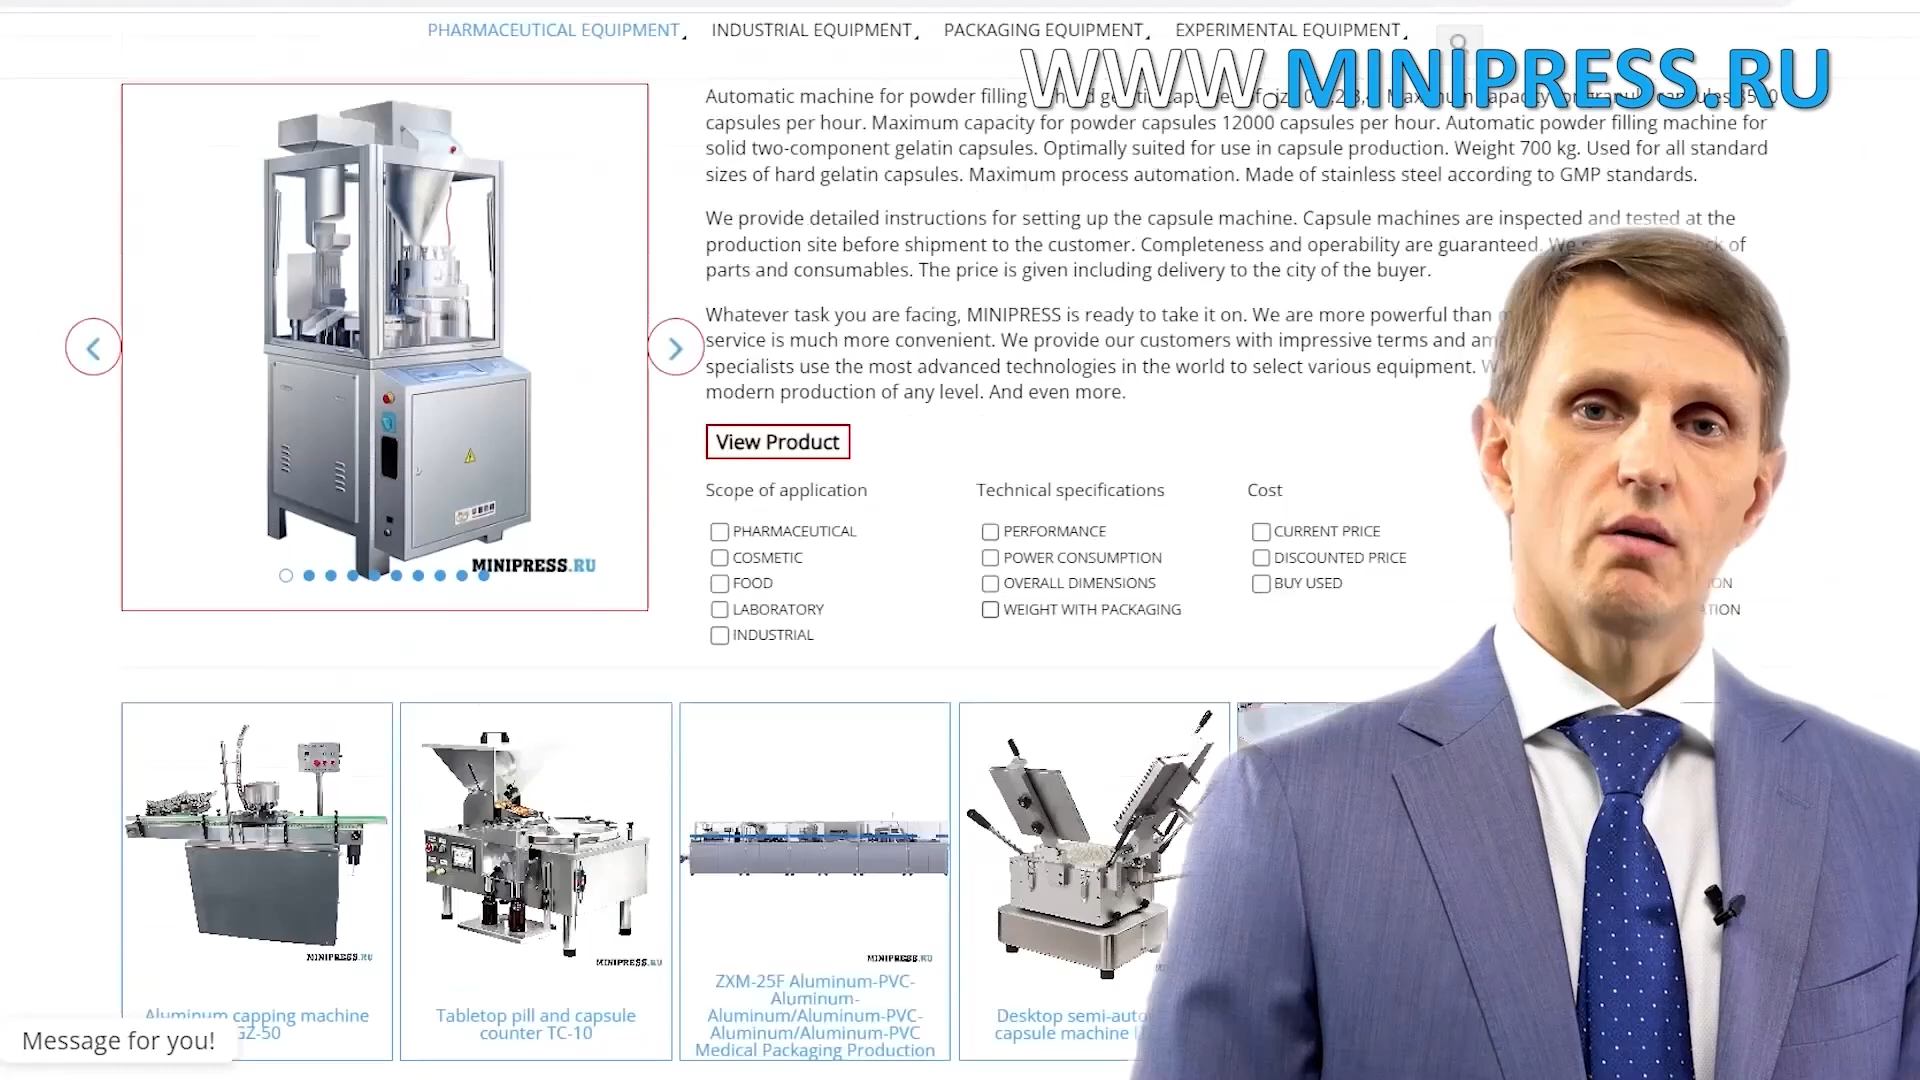 PHARMACEUTICAL EQUIPMENT
INDUSTRIAL EQUIPMENT
PACKAGING EQUIPMENT
EXPERIMENTAL EQUIPMENT
WWW.MINIPRESS.RU
Automatic machine for powder filling
capsules per hour. Maximum capacity for powder capsules 12000 capsules per hour. Automatic powder filling machine for
solid two-component gelatin capsules. Optimally suited for use in capsule production. Weight 700 kg. Used for all standard
sizes of hard gelatin capsules. Maximum process automation. Made of stainless steel according to GMP standards.
We provide detailed instructions for setting up the capsule machine. Capsule machines are inspected and tested at the
production site before shipment to the customer. Completeness and operability are guaranteed. We of
parts and consumables. The price is given including delivery to the city of the buyer.
Whatever task you are facing, MINIPRESS is ready to take it on. We are more powerful than
service is much more convenient. We provide our customers with impressive terms and
specialists use the most advanced technologies in the world to select various equipment.
modern production of any level. And even more.
View Product
Scope of application
PHARMACEUTICAL
COSMETIC
FOOD
LABORATORY
INDUSTRIAL
Technical specifications
PERFORMANCE
POWER CONSUMPTION
OVERALL DIMENSIONS
WEIGHT WITH PACKAGING
Cost
CURRENT PRICE
DISCOUNTED PRICE
BUY USED
MINIPRESS.RU
MINIPRESS.RU
Aluminum capping machine
GZ-50
MINIPRESS.RU
Tabletop pill and capsule
counter TC-10
MINIPRESS.RU
ZXM-25F Aluminum-PVC-
Aluminum-
Aluminum/Aluminum-PVC-
Aluminum/Aluminum-PVC
Medical Packaging Production
Desktop
capsule machine
Message for you!